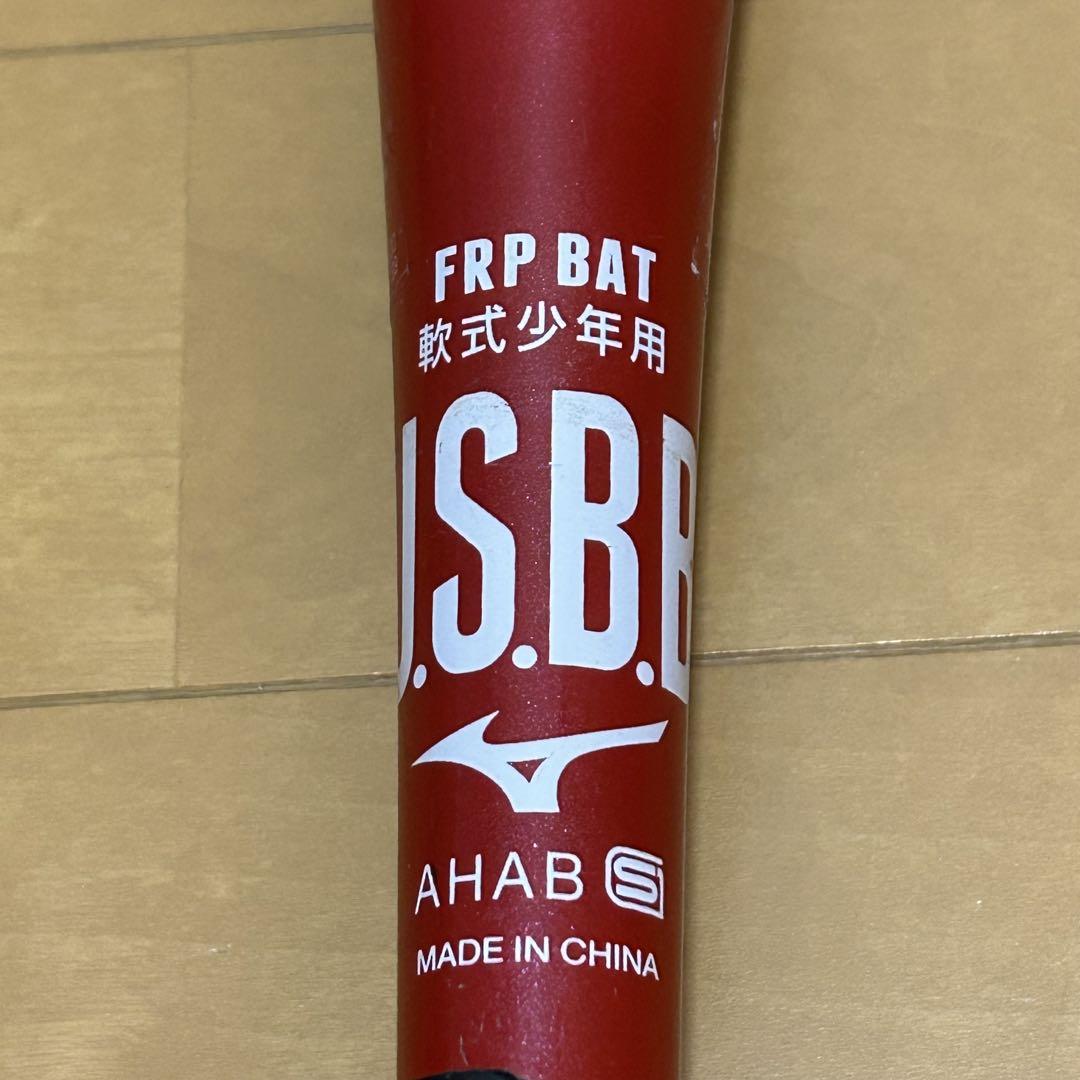 FRP BAT
軟式少年用
J.S.B.B
AHAB S
MADE IN CHINA